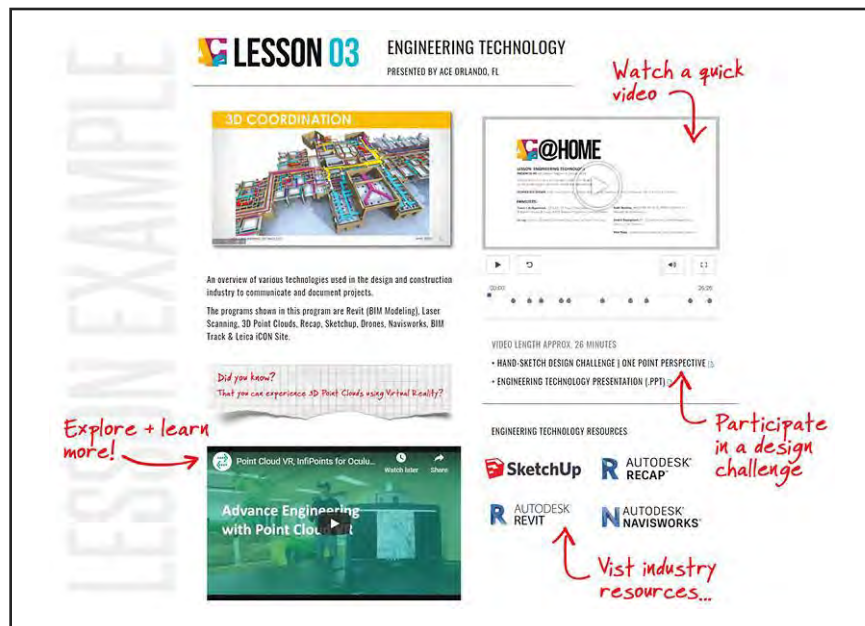 LESSON EXAMPLE
LESSON 03
ENGINEERING TECHNOLOGY
PRESENTED BY ACE ORLANDO, FL
Watch a quick
video
3D COORDINATION
@HOME
LESSON: ENGINEERING TECHNOLOGY
00:00
An overview of various technologies used in the design and construction
industry to communicate and document projects.
The programs shown in this program are Revit (BIM Modeling), Laser
Scanning, 3D Point Clouds, Recap, Sketchup, Drones, Navisworks, BIM
Track & Leica iCON Site.
VIDEO LENGTH APPROX. 26 MINUTES
• HAND-SKETCH DESIGN CHALLENGE | ONE POINT PERSPECTIVE
• ENGINEERING TECHNOLOGY PRESENTATION (.PPT)
Did you know?
That you can experience 3D Point Clouds using Virtual Reality?
Participate
in a design
challenge
Explore + learn
more!
ENGINEERING TECHNOLOGY RESOURCES
Point Cloud VR, InfiPoints for Oculu...
Watch later
Share
Advance Engineering
with Point Cloud VR
SketchUp
AUTODESK®
RECAP™
AUTODESK®
REVIT
AUTODESK®
NAVISWORKS®
Vist industry
resources...